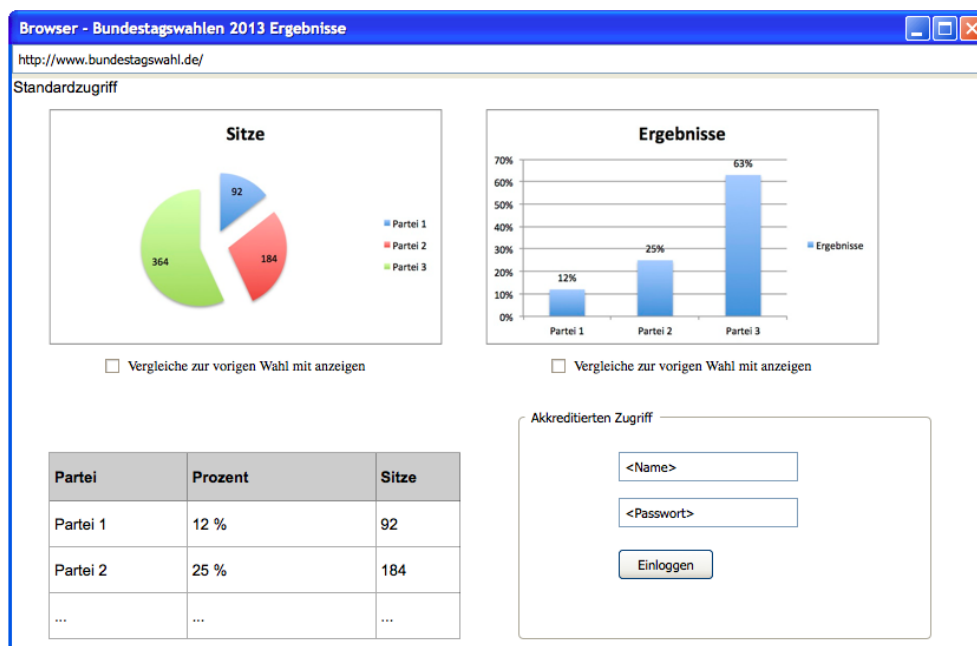 Browser - Bundestagswahlen 2013 Ergebnisse
http://www.bundestagswahl.de/
Standardzugriff
Sitze
92
184
364
Partei 1
Partei 2
Partei 3
Vergleiche zur vorigen Wahl mit anzeigen
Ergebnisse
70%
60%
50%
40%
30%
20%
10%
0%
12%
25%
63%
Partei 1 Partei 2 Partei 3
Ergebnisse
Vergleiche zur vorigen Wahl mit anzeigen
Partei Prozent Sitze
Partei 1 12 % 92
Partei 2 25 % 184
... ... ...
Akkreditierten Zugriff
<Name>
<Passwort>
Einloggen